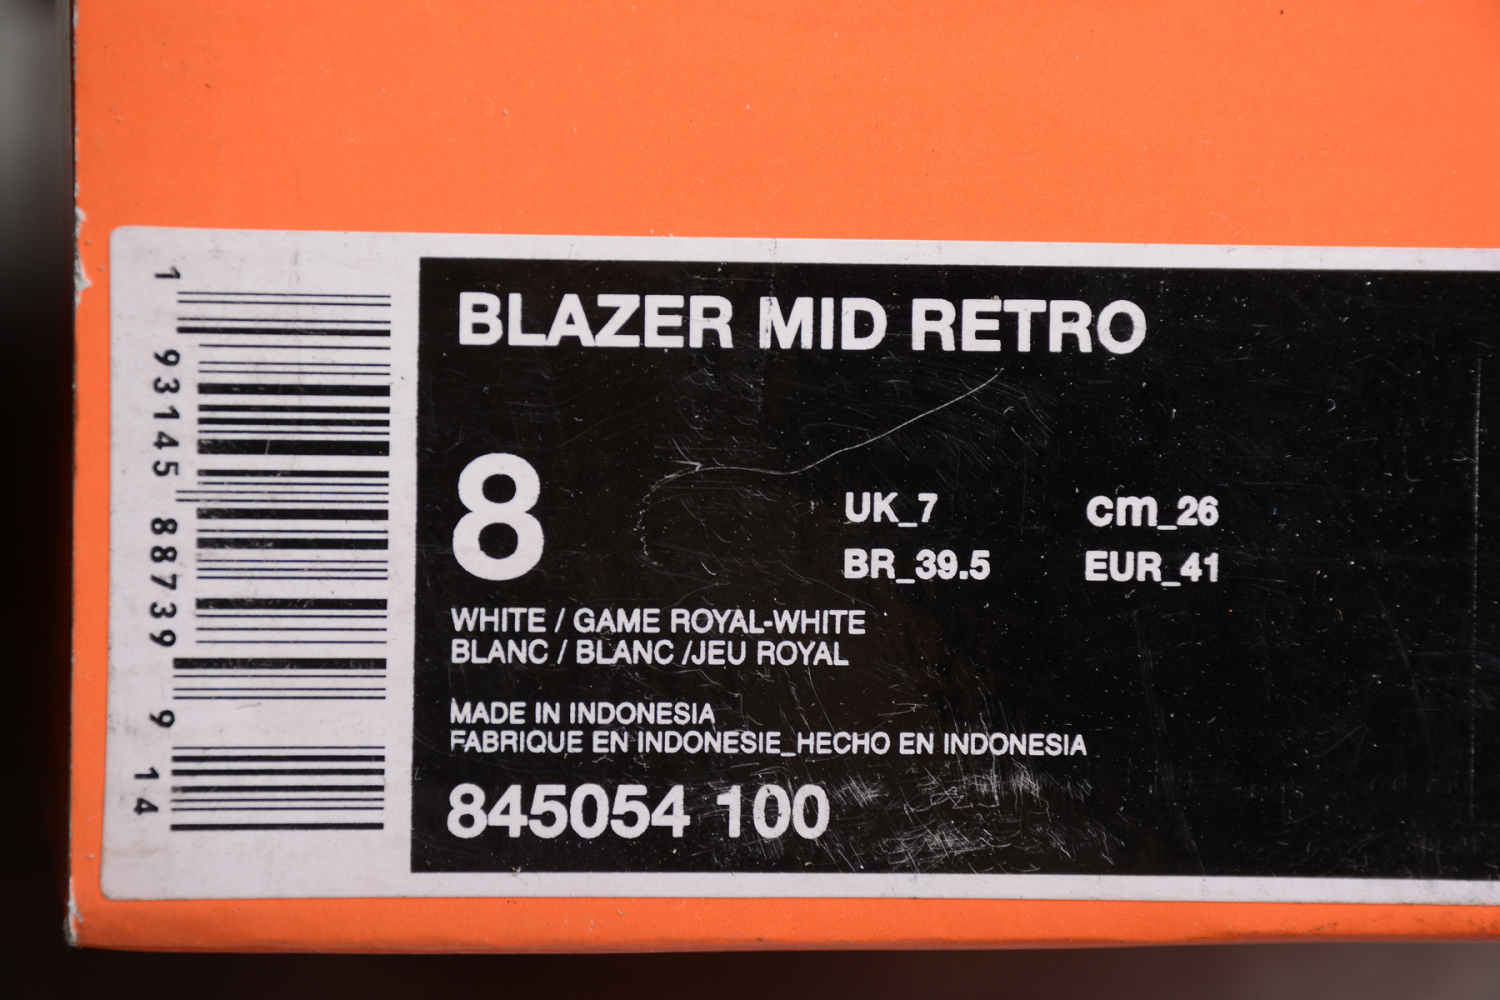 1 93145 88739 9
14
BLAZER MID RETRO
8
UK_7 cm_26
BR_39.5 EUR_41
WHITE / GAME ROYAL-WHITE
BLANC / BLANC /JEU ROYAL
MADE IN INDONESIA
FABRIQUE EN INDONESIE_HECHO EN INDONESIA
845054 100